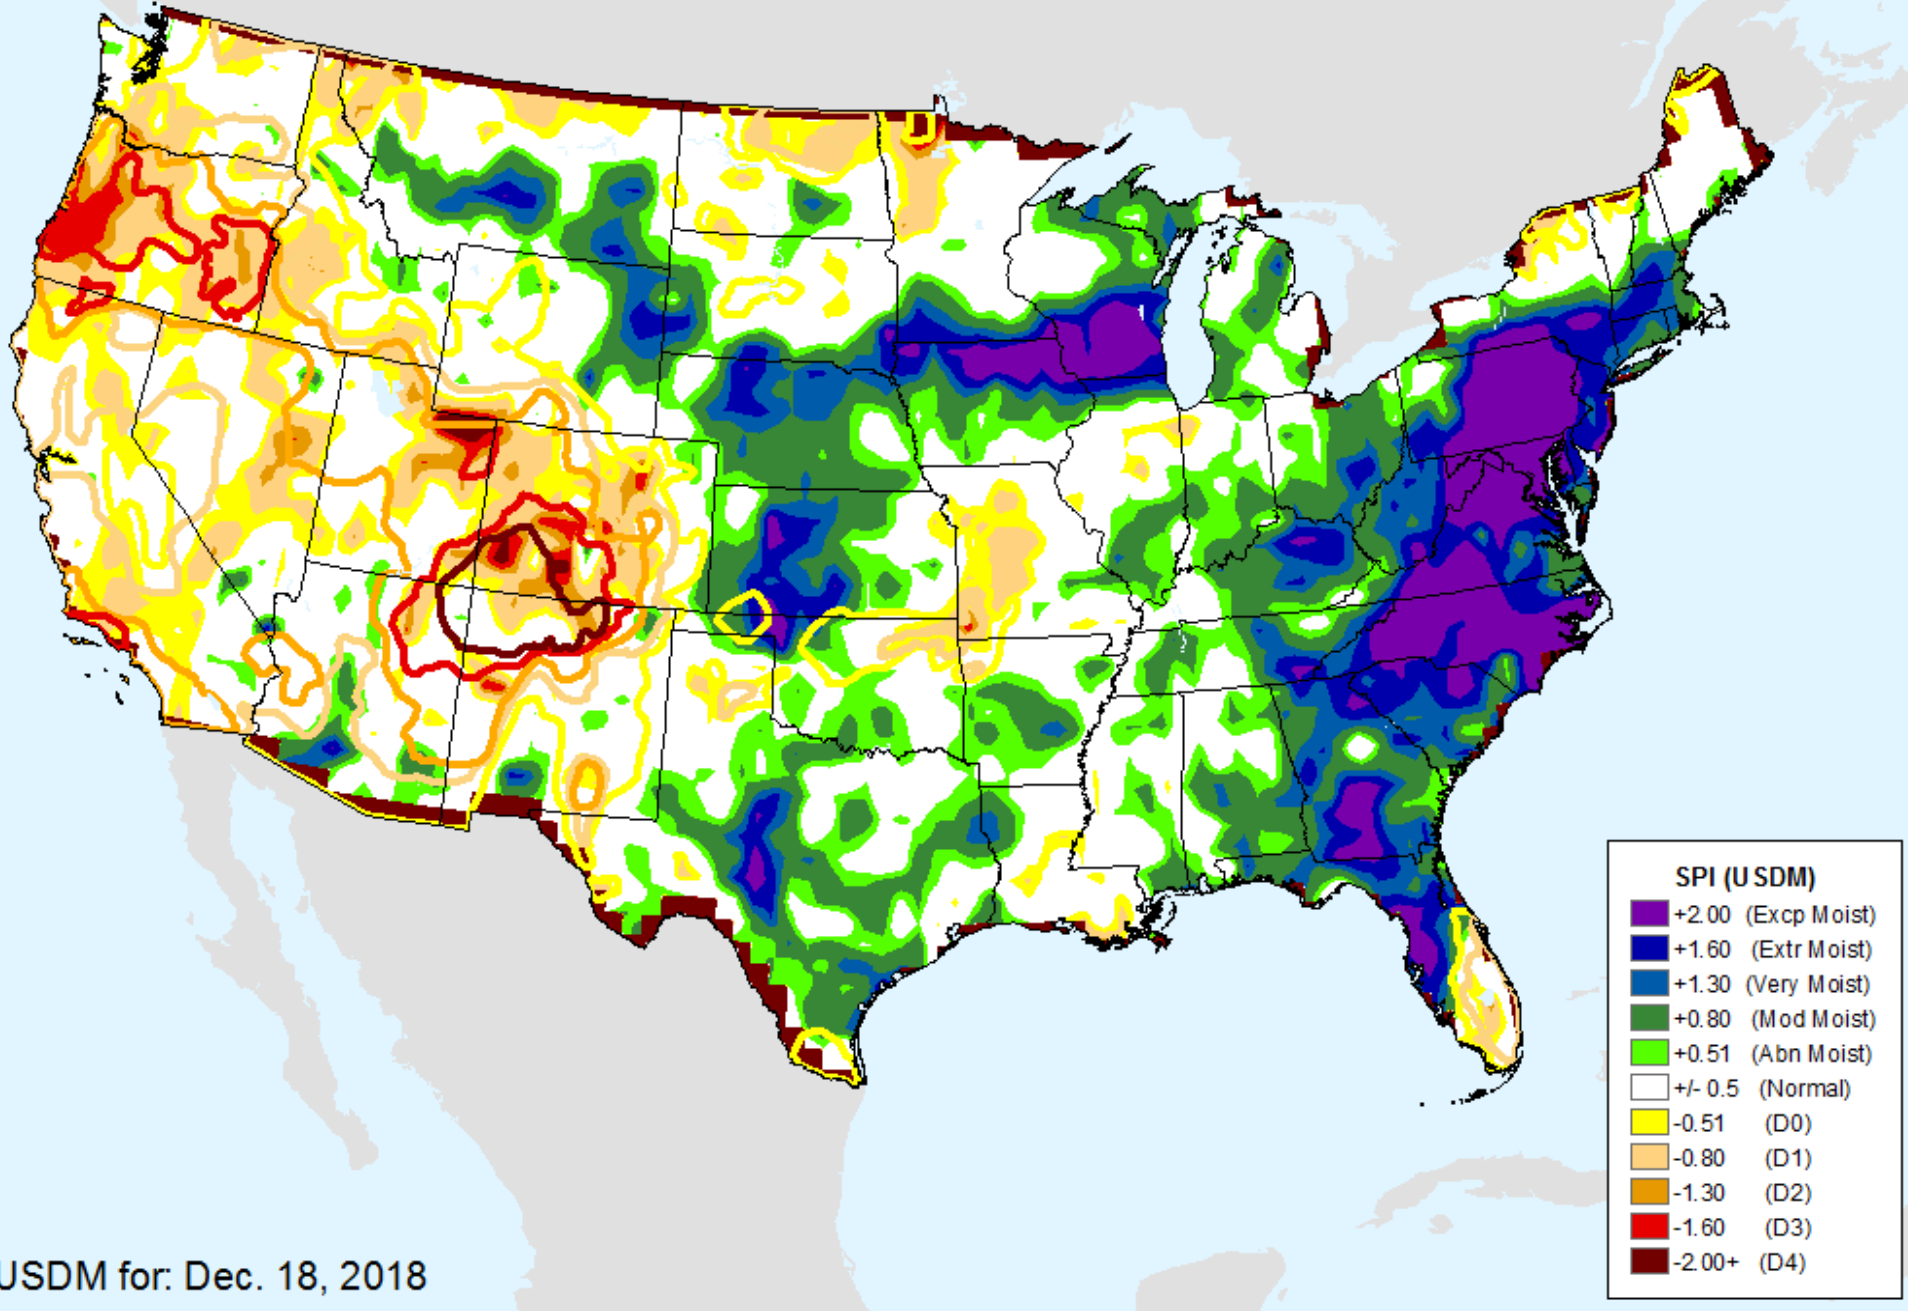 SPI (USDM)
+2.00 (Excp Moist)
+1.60 (Extr Moist)
+1.30 (Very Moist)
+0.80 (Mod Moist)
+0.51 (Abn Moist)
+/- 0.5 (Normal)
-0.51 (D0)
-0.80 (D1)
-1.30 (D2)
-1.60 (D3)
-2.00+ (D4)
USDM for: Dec. 18, 2018